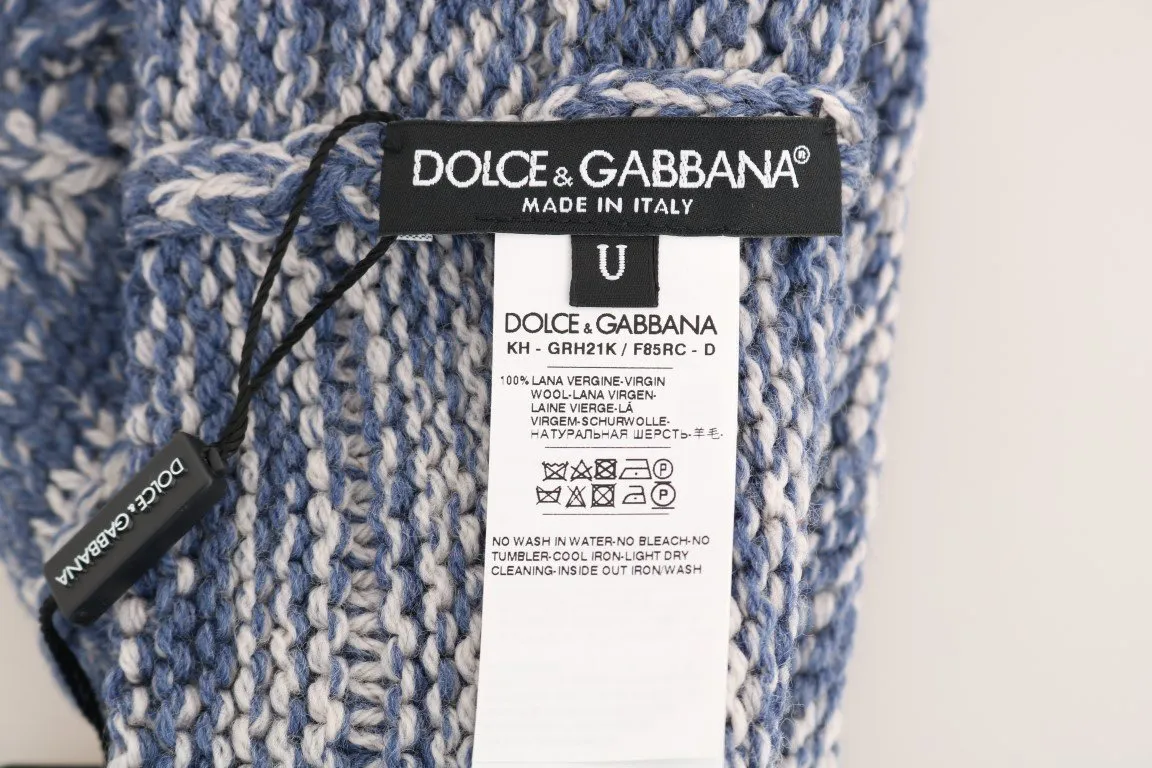 DOLCE & GABBANA®
MADE IN ITALY
U
DOLCE & GABBANA
KH - GRH21K / F85RC - D
100% LANA VERGINE-VIRGIN
WOOL-LANA VIRGEN-
LAINE VIERGE-LÃ
VIRGEM-SCHURWOLLE-
НАТУРАЛЬНАЯ ШЕРСТЬ-羊毛-
P
P
NO WASH IN WATER-NO BLEACH-NO
TUMBLER-COOL IRON-LIGHT DRY
CLEANING-INSIDE OUT IRON/WASH
DOLCE & GABBANA